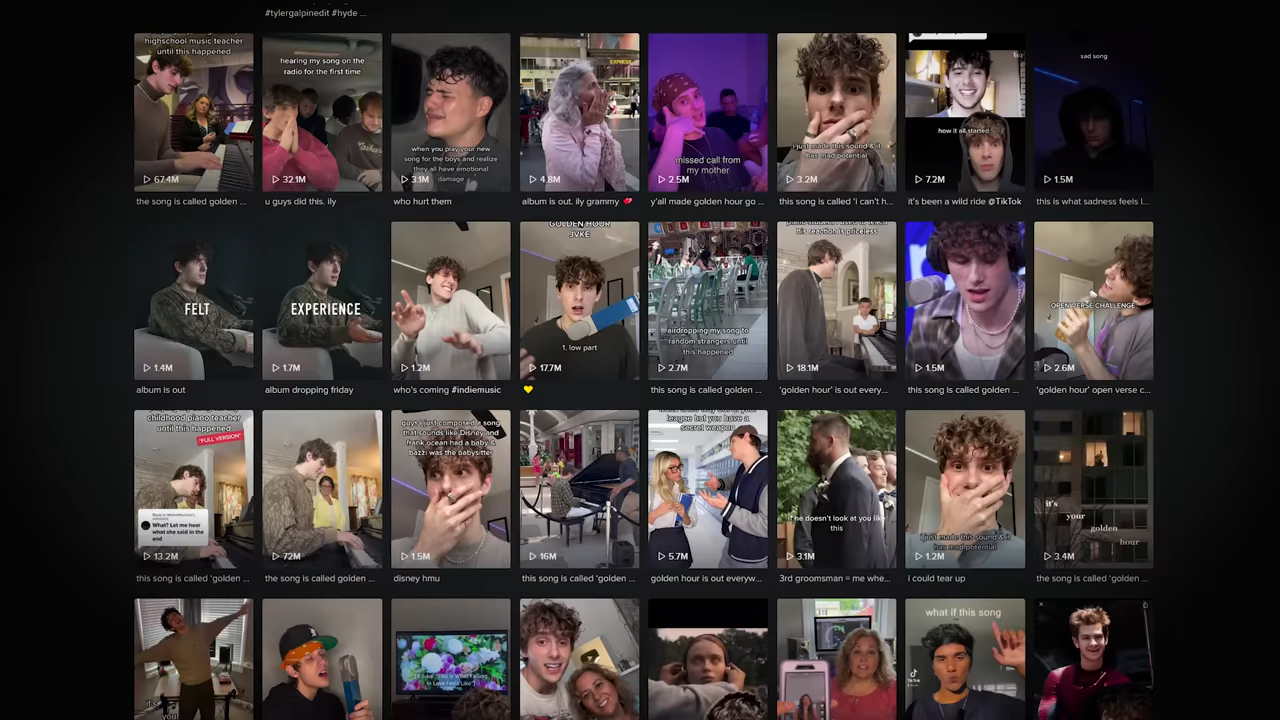 #tylergalpinedit #hyde ...
highschool music teacher
until this happened
67.4M
the song is called golden ...
hearing my song on the
radio for the first time
32.1M
u guys did this. ily
when you play your new
song for the boys and realize
they all have emotional
damage
3.1M
who hurt them
EXPRESS
4.8M
album is out. ily grammy 💋
missed call from
my mother
2.5M
y'all made golden hour go ...
i just made this sound & it
has mad potential
3.2M
this song is called 'i can't h...
how it all started:
7.2M
it's been a wild ride @TikTok
sad song
1.5M
this is what sadness feels l...
FELT
1.4M
album is out
EXPERIENCE
1.7M
album dropping friday
1.2M
who's coming #indiemusic
GOLDEN HOUR
JVKE
1. low part
17.7M
💛
airdropping my song to
random strangers until
this happened
2.7M
this song is called golden ...
his reaction is priceless
18.1M
'golden hour' is out every...
1.5M
this song is called golden ...
OPEN VERSE CHALLENGE
2.6M
'golden hour' open verse c...
childhood piano teacher
until this happened
*FULL VERSION*
What? Let me hear
what she said in the
end
13.2M
this song is called 'golden ...
72M
the song is called golden ...
guys i just composed a song
that sounds like Disney and
frank ocean had a baby &
bazzi was the babysitter
1.5M
disney hmu
16M
this song is called 'golden ...
league but you have a
secret weapon
5.7M
golden hour is out everyw...
he doesn't look at you like
this
3.1M
3rd groomsman = me whe...
i just made this sound & it
has mad potential
1.2M
i could tear up
it's
your
golden
hour
3.4M
the song is called 'golden ...
it's
your
what if this song
TikTok